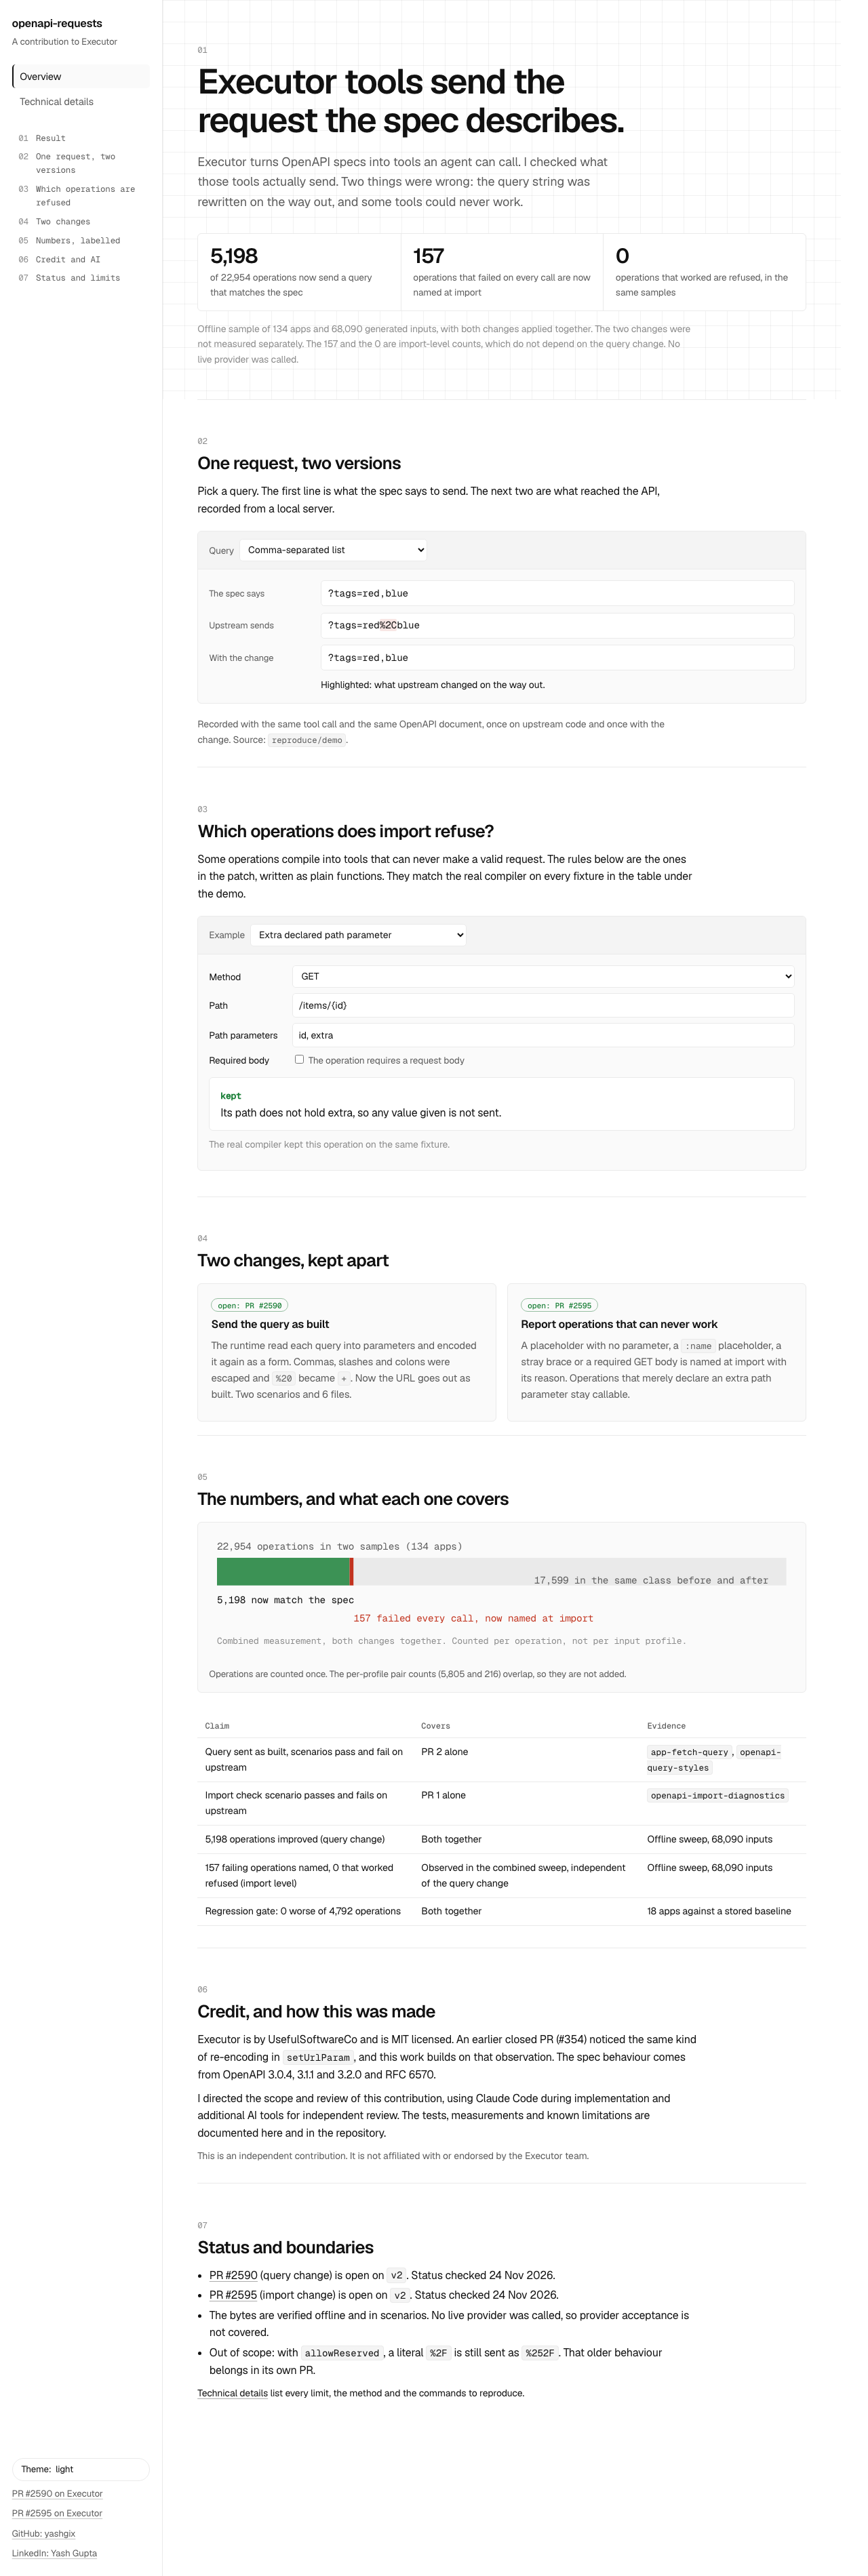 openapi-requests
A contribution to Executor
Overview
Technical details
01 Result
02 One request, two
versions
03 Which operations are
refused
04 Two changes
05 Numbers, labelled
06 Credit and AI
07 Status and limits
01
Executor tools send the
request the spec describes.
Executor turns OpenAPI specs into tools an agent can call. I checked what
those tools actually send. Two things were wrong: the query string was
rewritten on the way out, and some tools could never work.
5,198
of 22,954 operations now send a query
that matches the spec
157
operations that failed on every call are now
named at import
0
operations that worked are refused, in the
same samples
Offline sample of 134 apps and 68,090 generated inputs, with both changes applied together. The two changes were
not measured separately. The 157 and the 0 are import-level counts, which do not depend on the query change. No
live provider was called.
02
One request, two versions
Pick a query. The first line is what the spec says to send. The next two are what reached the API,
recorded from a local server.
Query Comma-separated list
The spec says ?tags=red,blue
Upstream sends ?tags=red%2Cblue
With the change ?tags=red,blue
Highlighted: what upstream changed on the way out.
Recorded with the same tool call and the same OpenAPI document, once on upstream code and once with the
change. Source: reproduce/demo.
03
Which operations does import refuse?
Some operations compile into tools that can never make a valid request. The rules below are the ones
in the patch, written as plain functions. They match the real compiler on every fixture in the table under
the demo.
Example Extra declared path parameter
Method GET
Path /items/{id}
Path parameters id, extra
Required body The operation requires a request body
kept
Its path does not hold extra, so any value given is not sent.
The real compiler kept this operation on the same fixture.
04
Two changes, kept apart
open: PR #2590
Send the query as built
The runtime read each query into parameters and encoded
it again as a form. Commas, slashes and colons were
escaped and %20 became +. Now the URL goes out as
built. Two scenarios and 6 files.
open: PR #2595
Report operations that can never work
A placeholder with no parameter, a :name placeholder, a
stray brace or a required GET body is named at import with
its reason. Operations that merely declare an extra path
parameter stay callable.
05
The numbers, and what each one covers
22,954 operations in two samples (134 apps)
17,599 in the same class before and after
5,198 now match the spec
157 failed every call, now named at import
Combined measurement, both changes together. Counted per operation, not per input profile.
Operations are counted once. The per-profile pair counts (5,805 and 216) overlap, so they are not added.
Claim Covers Evidence
Query sent as built, scenarios pass and fail on
upstream
PR 2 alone
app-fetch-query, openapi-
query-styles
Import check scenario passes and fails on
upstream
PR 1 alone
openapi-import-diagnostics
5,198 operations improved (query change) Both together Offline sweep, 68,090 inputs
157 failing operations named, 0 that worked
refused (import level)
Observed in the combined sweep, independent
of the query change
Offline sweep, 68,090 inputs
Regression gate: 0 worse of 4,792 operations Both together 18 apps against a stored baseline
06
Credit, and how this was made
Executor is by UsefulSoftwareCo and is MIT licensed. An earlier closed PR (#354) noticed the same kind
of re-encoding in setUrlParam, and this work builds on that observation. The spec behaviour comes
from OpenAPI 3.0.4, 3.1.1 and 3.2.0 and RFC 6570.
I directed the scope and review of this contribution, using Claude Code during implementation and
additional AI tools for independent review. The tests, measurements and known limitations are
documented here and in the repository.
This is an independent contribution. It is not affiliated with or endorsed by the Executor team.
07
Status and boundaries
• PR #2590 (query change) is open on v2. Status checked 24 Nov 2026.
• PR #2595 (import change) is open on v2. Status checked 24 Nov 2026.
• The bytes are verified offline and in scenarios. No live provider was called, so provider acceptance is
not covered.
• Out of scope: with allowReserved, a literal %2F is still sent as %252F. That older behaviour
belongs in its own PR.
Technical details list every limit, the method and the commands to reproduce.
Theme: light
PR #2590 on Executor
PR #2595 on Executor
GitHub: yashgix
LinkedIn: Yash Gupta